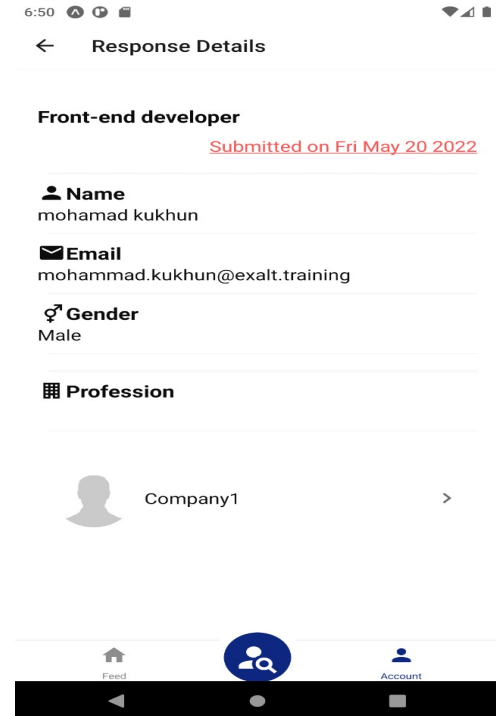 6:50
Response Details
Front-end developer
Submitted on Fri May 20 2022
Name
mohamad kukhun
Email
mohammad.kukhun@exalt.training
Gender
Male
Profession
Company1
Feed
Account